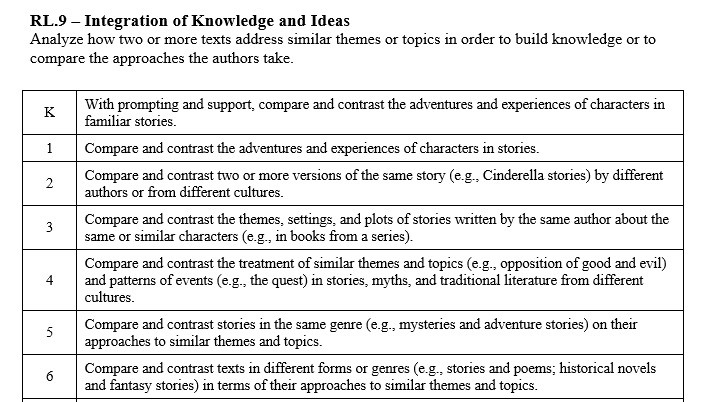 RL.9 – Integration of Knowledge and Ideas
Analyze how two or more texts address similar themes or topics in order to build knowledge or to
compare the approaches the authors take.
K
With prompting and support, compare and contrast the adventures and experiences of characters in
familiar stories.
1
Compare and contrast the adventures and experiences of characters in stories.
2
Compare and contrast two or more versions of the same story (e.g., Cinderella stories) by different
authors or from different cultures.
3
Compare and contrast the themes, settings, and plots of stories written by the same author about the
same or similar characters (e.g., in books from a series).
4
Compare and contrast the treatment of similar themes and topics (e.g., opposition of good and evil)
and patterns of events (e.g., the quest) in stories, myths, and traditional literature from different
cultures.
5
Compare and contrast stories in the same genre (e.g., mysteries and adventure stories) on their
approaches to similar themes and topics.
6
Compare and contrast texts in different forms or genres (e.g., stories and poems; historical novels
and fantasy stories) in terms of their approaches to similar themes and topics.